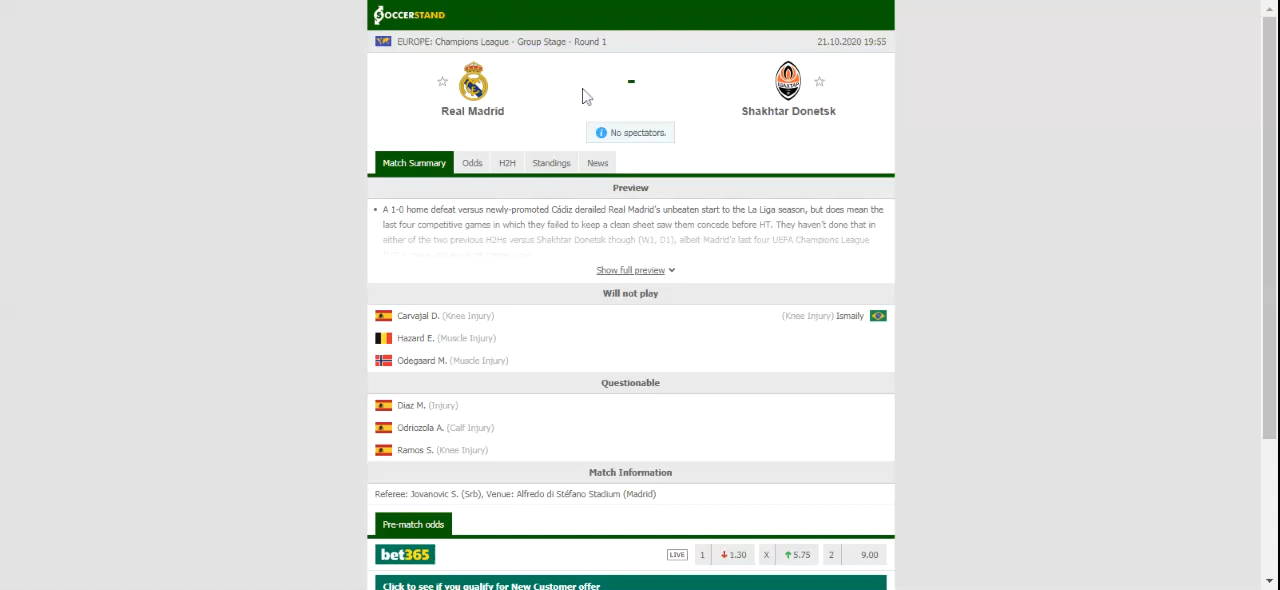 SOCCERSTAND
EUROPE: Champions League - Group Stage - Round 1 21.10.2020 19:55
-
Real Madrid Shakhtar Donetsk
No spectators.
Match Summary Odds H2H Standings News
Preview
• A 1-0 home defeat versus newly-promoted Cádiz derailed Real Madrid's unbeaten start to the La Liga season, but does mean the
last four competitive games in which they failed to keep a clean sheet saw them concede before HT. They haven't done that in
either of the two previous H2Hs versus Shakhtar Donetsk though (W1, D1), albeit Madrid's last four UEFA Champions League
Show full preview
Will not play
Carvajal D. (Knee Injury) (Knee Injury) Ismaily
Hazard E. (Muscle Injury)
Odegaard M. (Muscle Injury)
Questionable
Diaz M. (Injury)
Odriozola A. (Calf Injury)
Ramos S. (Knee Injury)
Match Information
Referee: Jovanovic S. (Srb), Venue: Alfredo di Stéfano Stadium (Madrid)
Pre-match odds
bet365 LIVE 1 1.30 X 5.75 2 9.00
Click to see if you qualify for New Customer offer